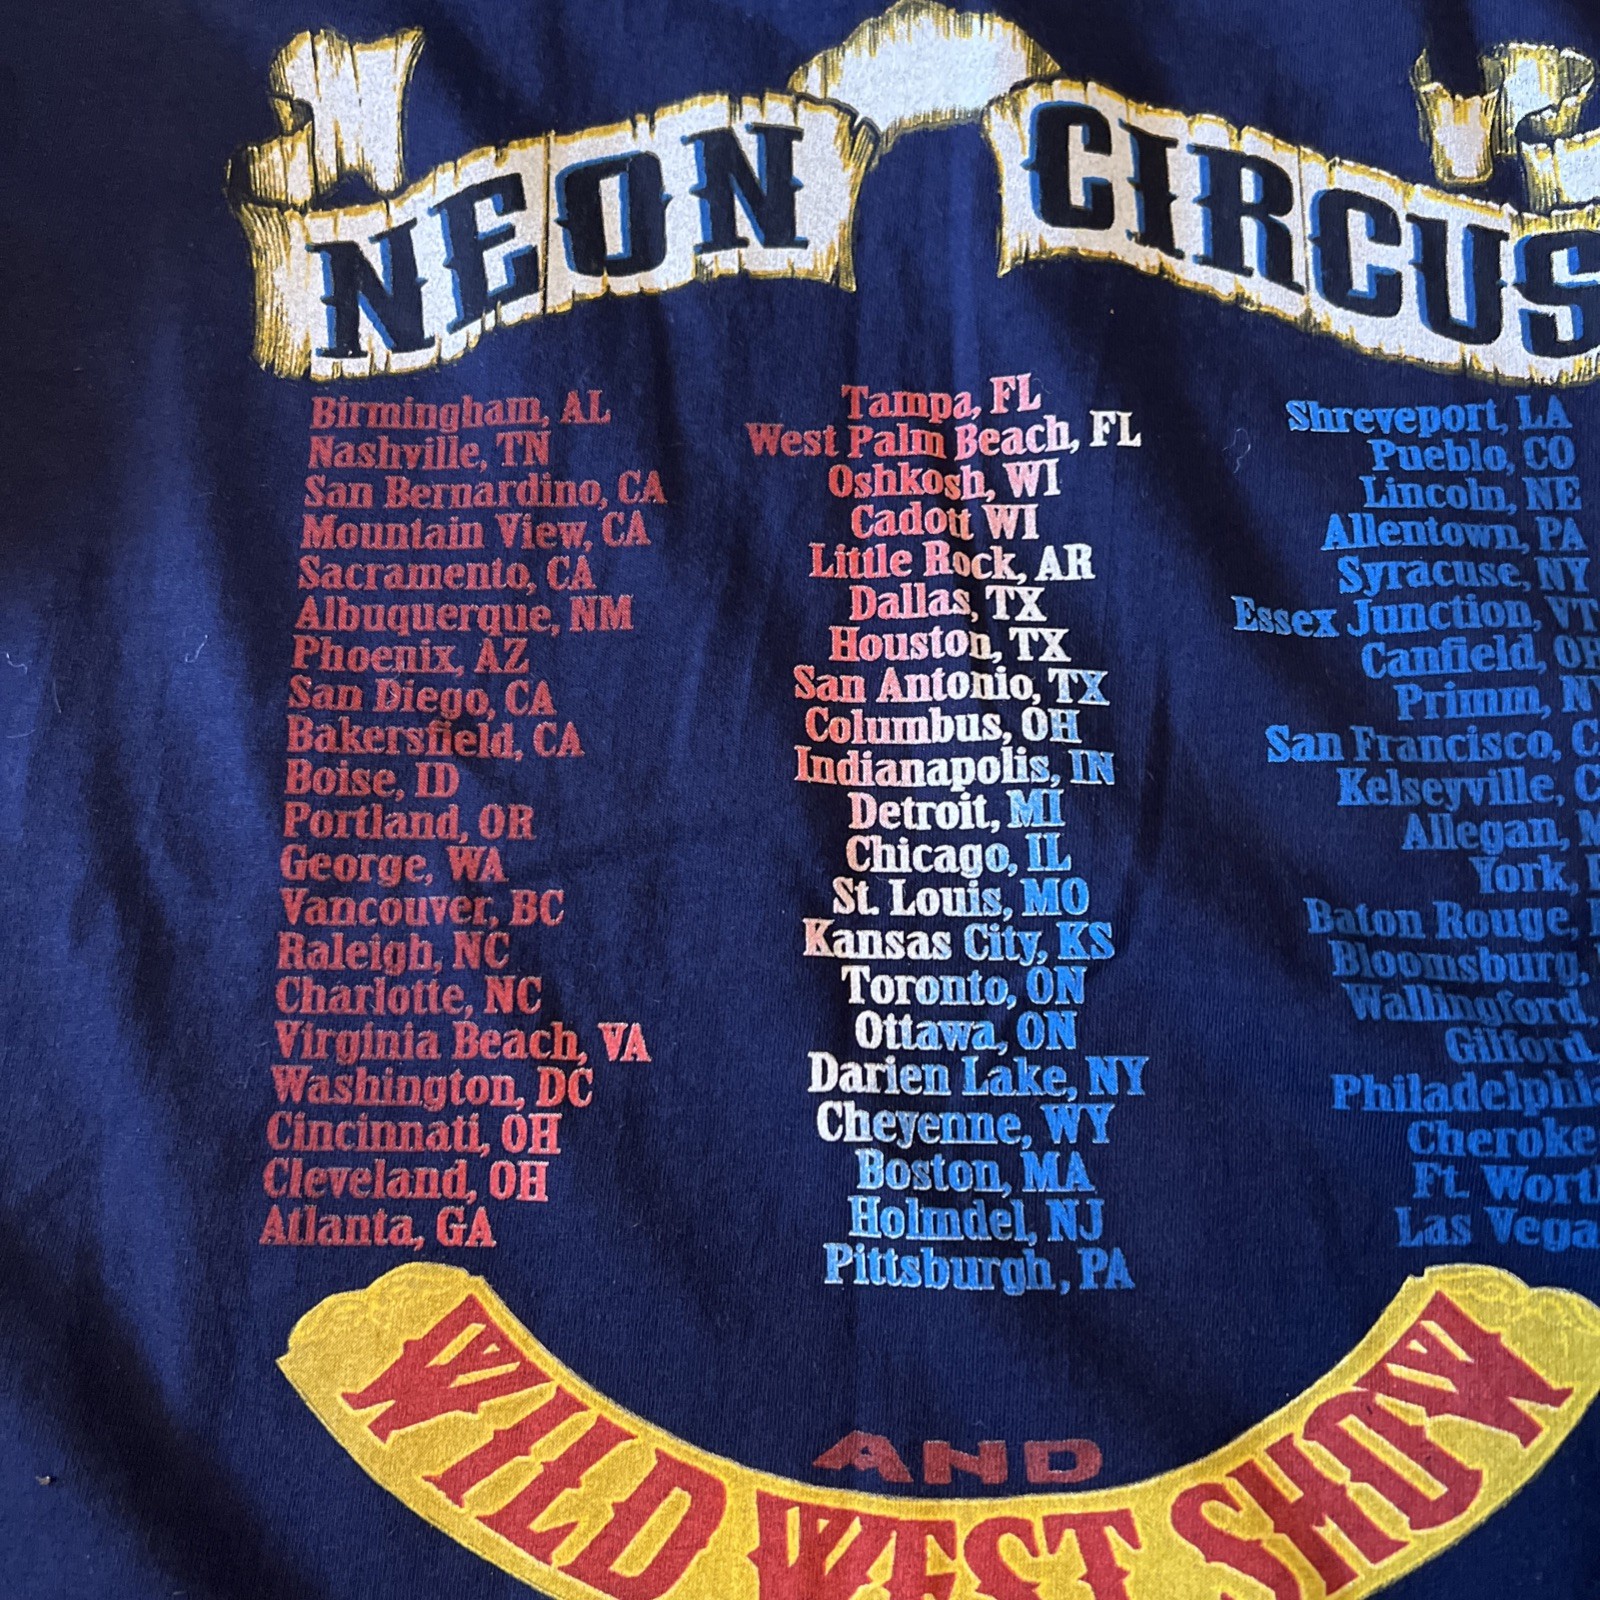 NEON CIRCUS
Birmingham, AL
Nashville, TN
San Bernardino, CA
Mountain View, CA
Sacramento, CA
Albuquerque, NM
Phoenix, AZ
San Diego, CA
Bakersfield, CA
Boise, ID
Portland, OR
George, WA
Vancouver, BC
Raleigh, NC
Charlotte, NC
Virginia Beach, VA
Washington, DC
Cincinnati, OH
Cleveland, OH
Atlanta, GA
Tampa, FL
West Palm Beach, FL
Oshkosh, WI
Cadott WI
Little Rock, AR
Dallas, TX
Houston, TX
San Antonio, TX
Columbus, OH
Indianapolis, IN
Detroit, MI
Chicago, IL
St. Louis, MO
Kansas City, KS
Toronto, ON
Ottawa, ON
Darien Lake, NY
Cheyenne, WY
Boston, MA
Holmdel, NJ
Pittsburgh, PA
Shreveport, LA
Pueblo, CO
Lincoln, NE
Allentown, PA
Syracuse, NY
Essex Junction, VT
Canfield, OH
Primm, NV
San Francisco,
Kelseyville,
Allegan,
York,
Baton Rouge,
Bloomsburg,
Wallingford,
Gilford,
Philadelphia
Cherokee
Ft. Worth
Las Vegas
AND
WILD WEST SHOW